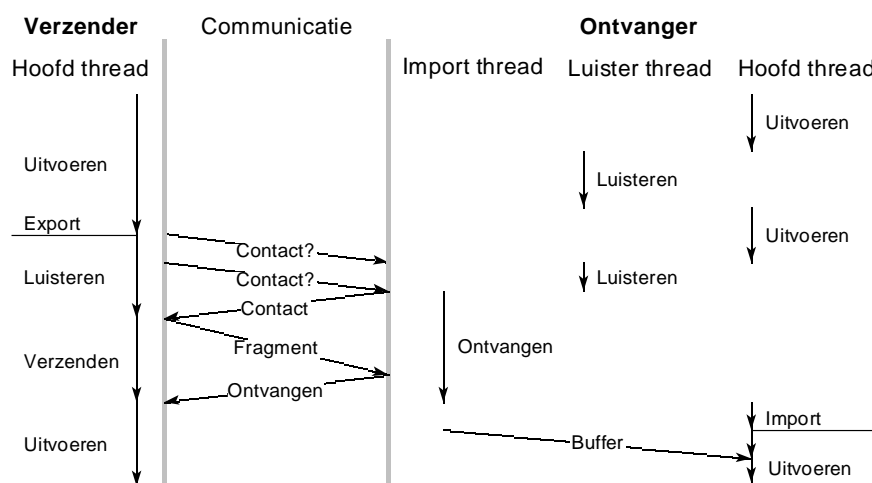 Verzender
Communicatie
Ontvanger
Hoofd thread
Import thread
Luister thread
Hoofd thread
Uitvoeren
Uitvoeren
Luisteren
Export
Uitvoeren
Contact?
Luisteren
Contact?
Luisteren
Contact
Fragment
Ontvangen
Verzenden
Ontvangen
Import
Uitvoeren
Buffer
Uitvoeren